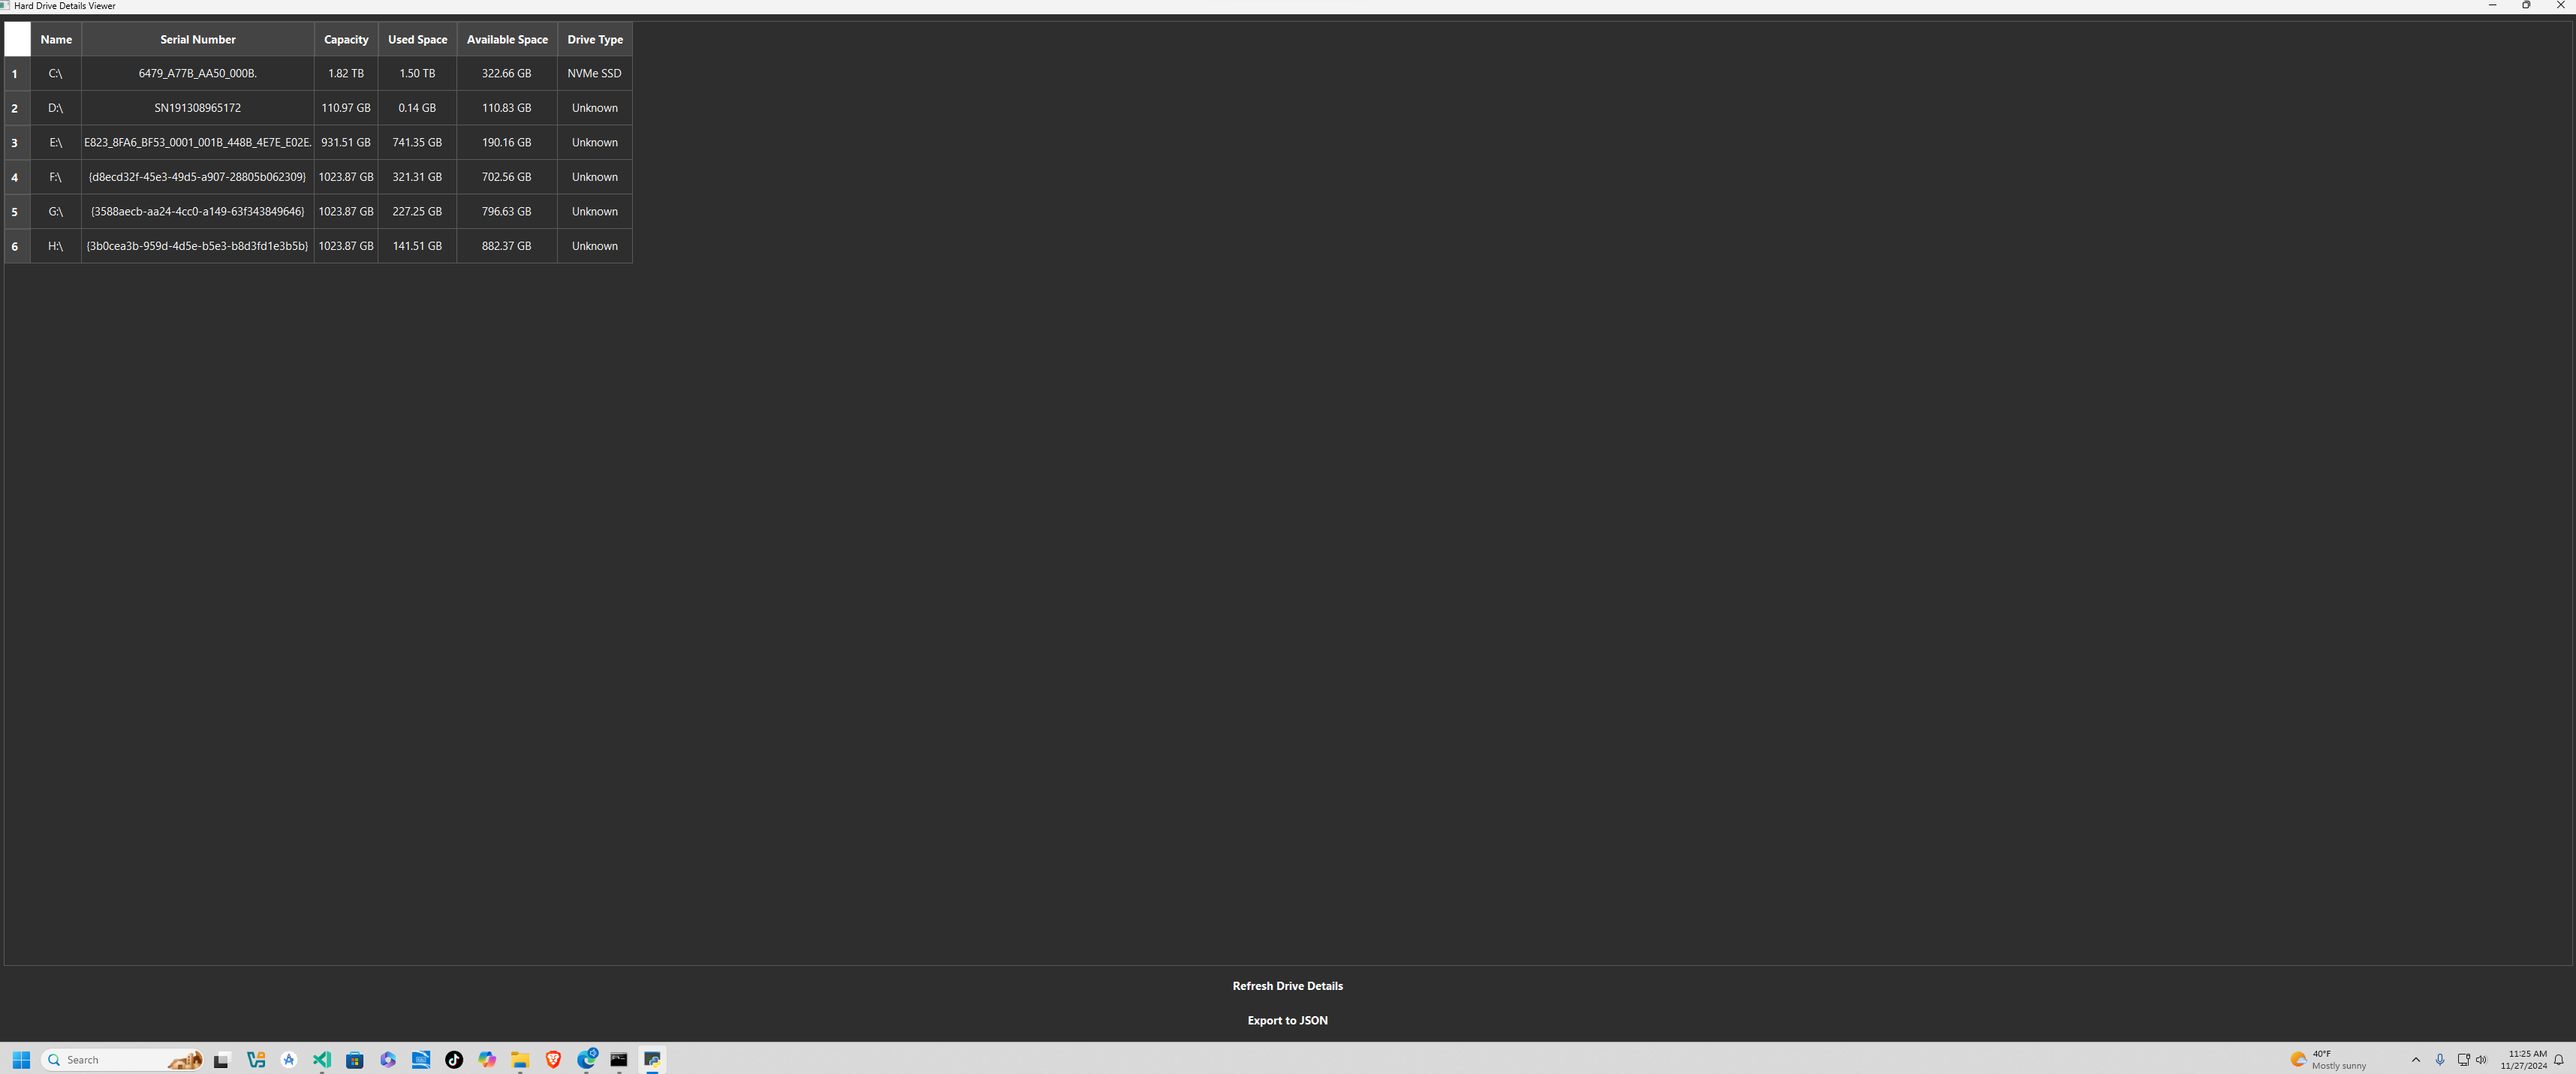 Hard Drive Details Viewer
Name Serial Number Capacity Used Space Available Space Drive Type
1 C:\ 6479_A77B_AA50_000B. 1.82 TB 1.50 TB 322.66 GB NVMe SSD
2 D:\ SN191308965172 110.97 GB 0.14 GB 110.83 GB Unknown
3 E:\ E823_8FA6_BF53_0001_001B_448B_4E7E_E02E. 931.51 GB 741.35 GB 190.16 GB Unknown
4 F:\ {d8ecd32f-45e3-49d5-a907-28805b062309} 1023.87 GB 321.31 GB 702.56 GB Unknown
5 G:\ {3588aecb-aa24-4cc0-a149-63f343849646} 1023.87 GB 227.25 GB 796.63 GB Unknown
6 H:\ {3b0cea3b-959d-4d5e-b5e3-b8d3fd1e3b5b} 1023.87 GB 141.51 GB 882.37 GB Unknown
Refresh Drive Details
Export to JSON
Search
40°F
Mostly sunny
11:25 AM
11/27/2024